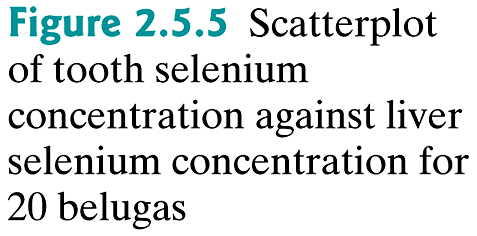 Figure 2.5.5 Scatterplot
of tooth selenium
concentration against liver
selenium concentration for
20 belugas